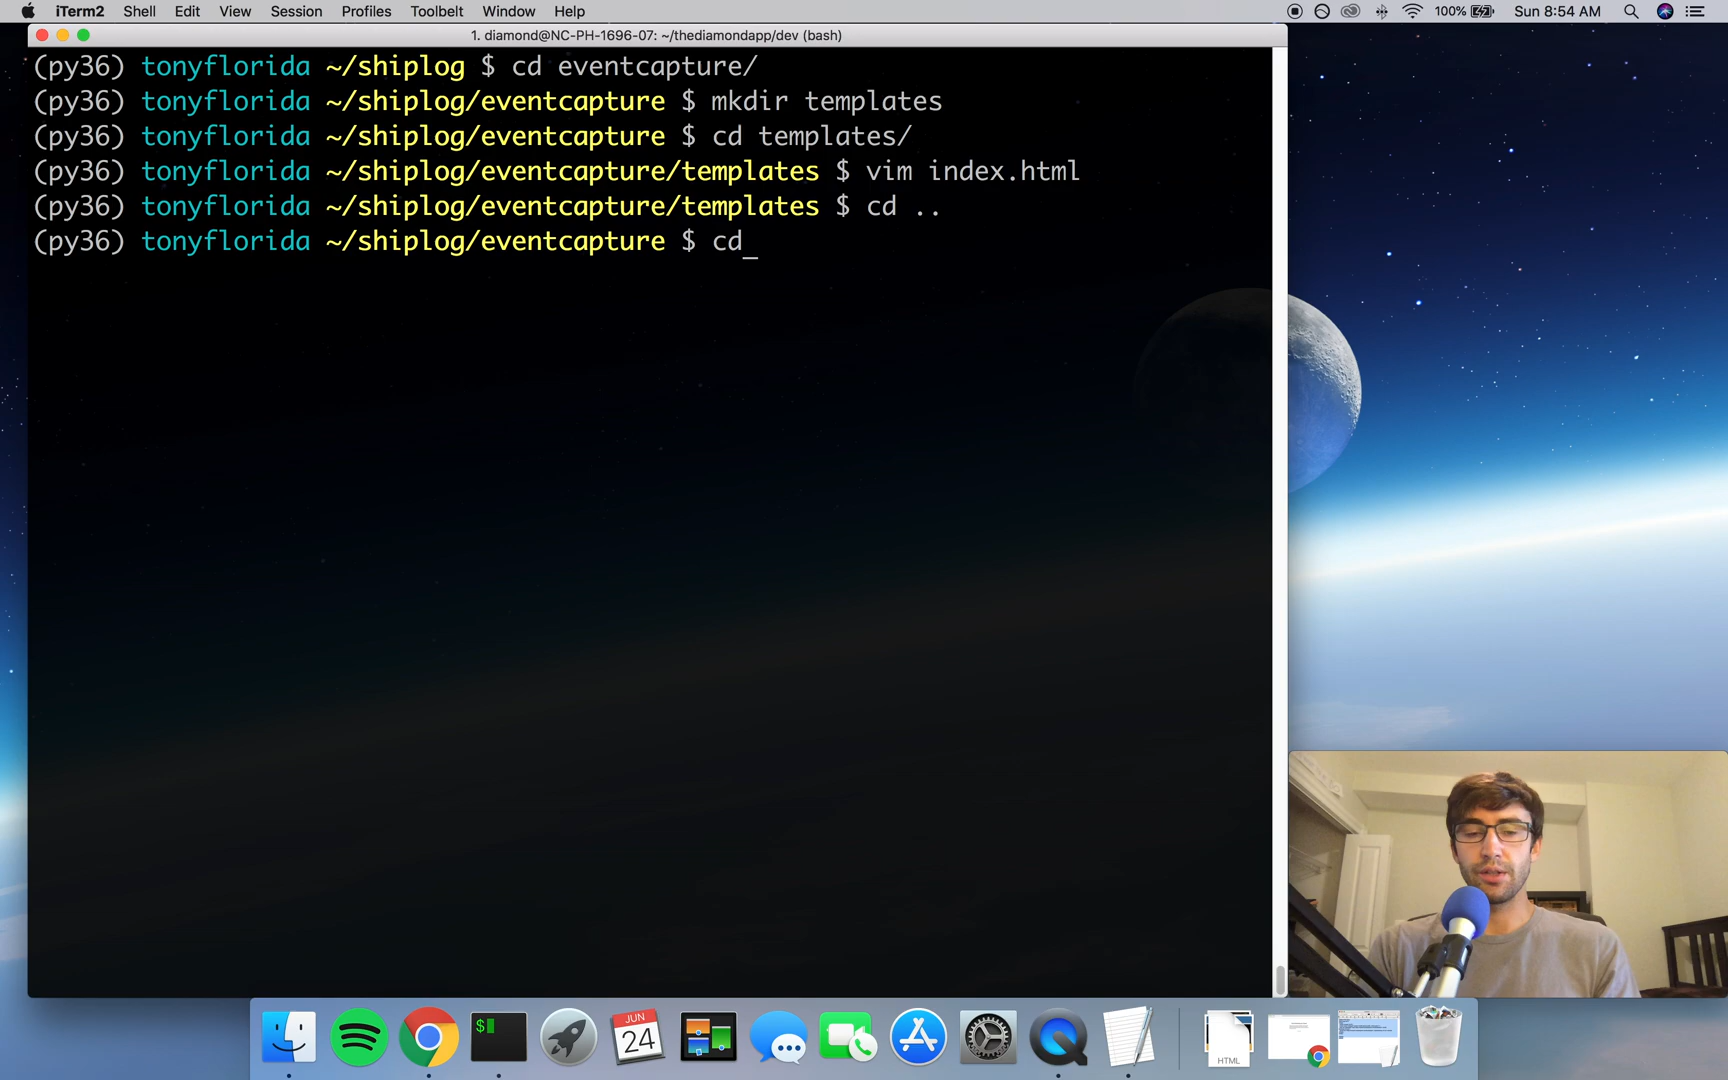 iTerm2 Shell Edit View Session Profiles Toolbelt Window Help 100% Sun 8:54 AM
1. diamond@NC-PH-1696-07: ~/thediamondapp/dev (bash)
(py36) tonyflorida ~/shiplog $ cd eventcapture/
(py36) tonyflorida ~/shiplog/eventcapture $ mkdir templates
(py36) tonyflorida ~/shiplog/eventcapture $ cd templates/
(py36) tonyflorida ~/shiplog/eventcapture/templates $ vim index.html
(py36) tonyflorida ~/shiplog/eventcapture/templates $ cd ..
(py36) tonyflorida ~/shiplog/eventcapture $ cd_
$
JUN
24
HTML